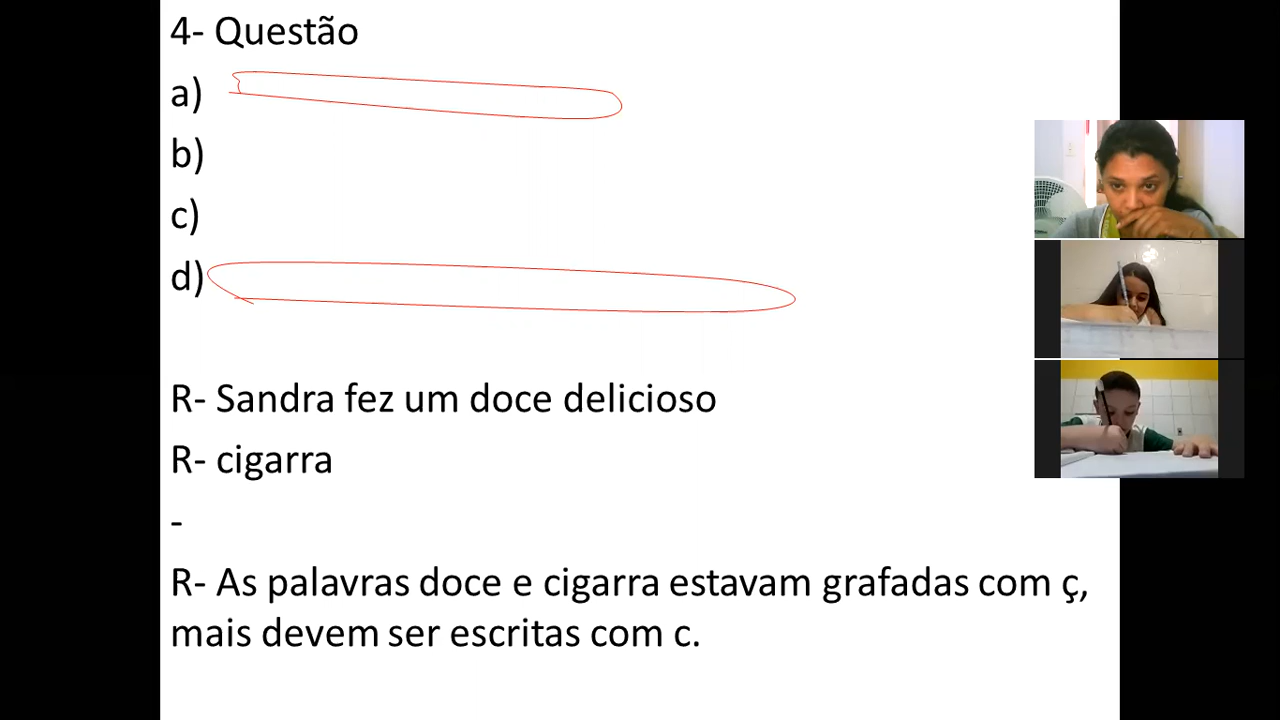 4- Questão
a)
b)
c)
d)
R- Sandra fez um doce delicioso
R- cigarra
-
R- As palavras doce e cigarra estavam grafadas com ç,
mais devem ser escritas com c.